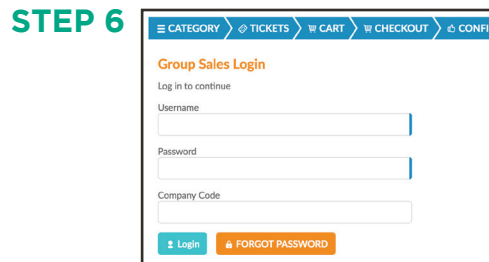 STEP 6
CATEGORY TICKETS CART CHECKOUT CONFI
Group Sales Login
Log in to continue
Username
Password
Company Code
Login FORGOT PASSWORD